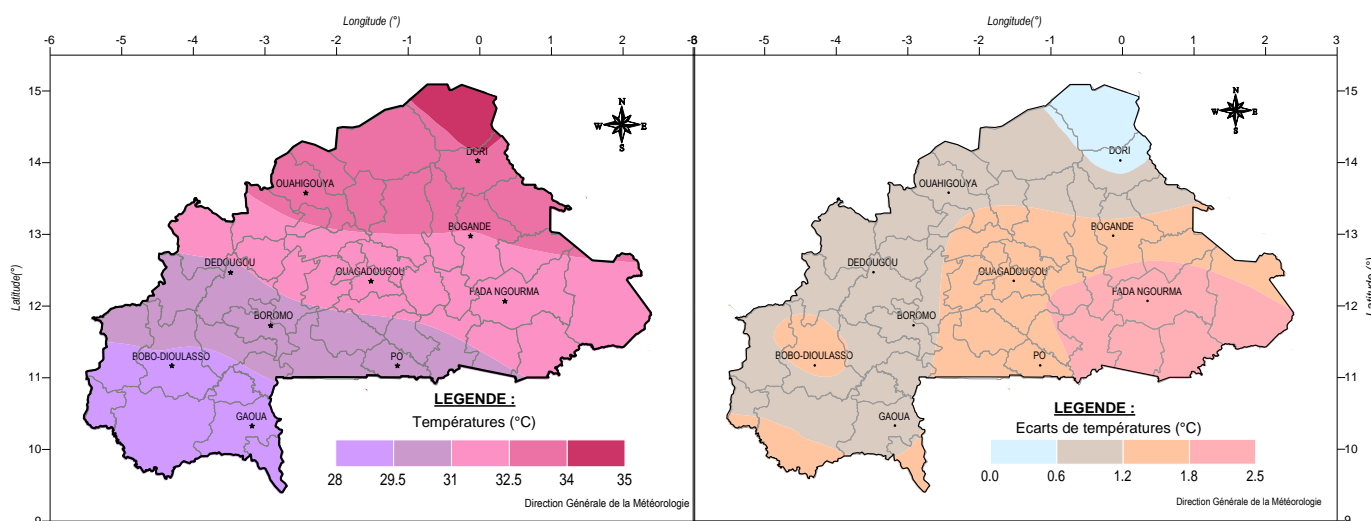 Longitude (°)
-6 -5 -4 -3 -2 -1 0 1 2
15
14
13
12
11
10
9
Latitude(°)
N
W E
S
DORI
OUAHIGOUYA
BOGANDE
DEDOUGOU
OUAGADOUGOU
FADA NGOURMA
BOROMO
BOBO-DIOULASSO
PO
GAOUA
LEGENDE :
Températures (°C)
28 29.5 31 32.5 34 35
Direction Générale de la Météorologie
Longitude(°)
-5 -4 -3 -2 -1 0 1 2 3
15
14
13
12
11
10
9
Latitude (°)
N
W E
S
DORI
OUAHIGOUYA
BOGANDE
DEDOUGOU
OUAGADOUGOU
FADA NGOURMA
BOROMO
BOBO-DIOULASSO
PO
GAOUA
LEGENDE :
Ecarts de températures (°C)
0.0 0.6 1.2 1.8 2.5
Direction Générale de la Météorologie